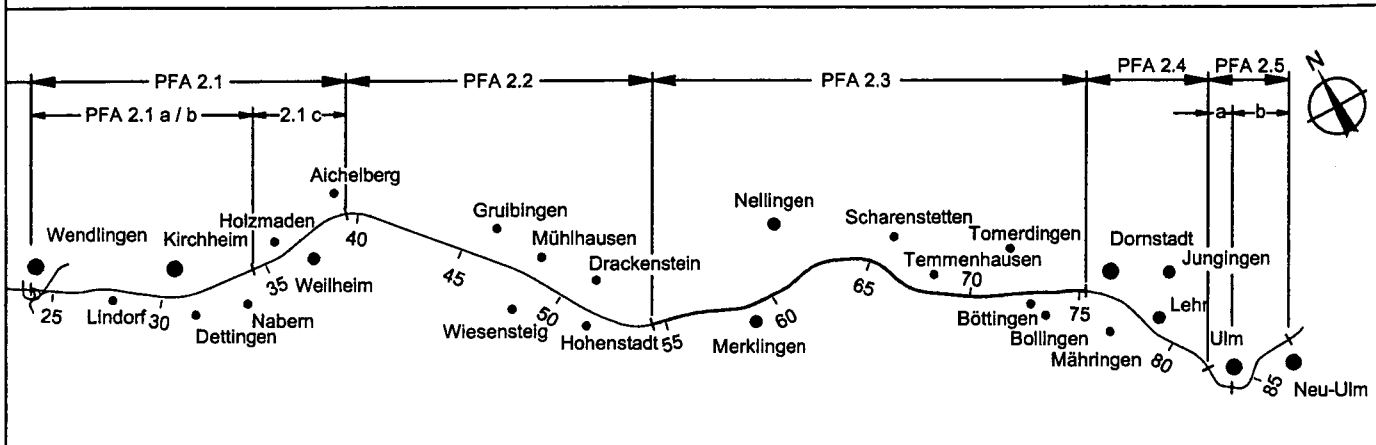 N
PFA 2.1
PFA 2.2
PFA 2.3
PFA 2.4
PFA 2.5
PFA 2.1 a / b
2.1 c
a
b
Aichelberg
Wendlingen
Kirchheim
Holzmaden
Weilheim
Lindorf
Dettingen
Nabern
Gruibingen
Mühlhausen
Drackenstein
Wiesensteig
Hohenstadt
Nellingen
Merklingen
Scharenstetten
Temmenhausen
Tomerdingen
Böttingen
Bollingen
Mähringen
Dornstadt
Jungingen
Lehr
Ulm
Neu-Ulm
25
30
35
40
45
50
55
60
65
70
75
80
85